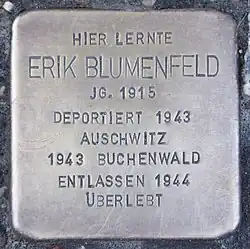 HIER LERNTE
ERIK BLUMENFELD
JG. 1915
DEPORTIERT 1943
AUSCHWITZ
1943 BUCHENWALD
ENTLASSEN 1944
ÜBERLEBT